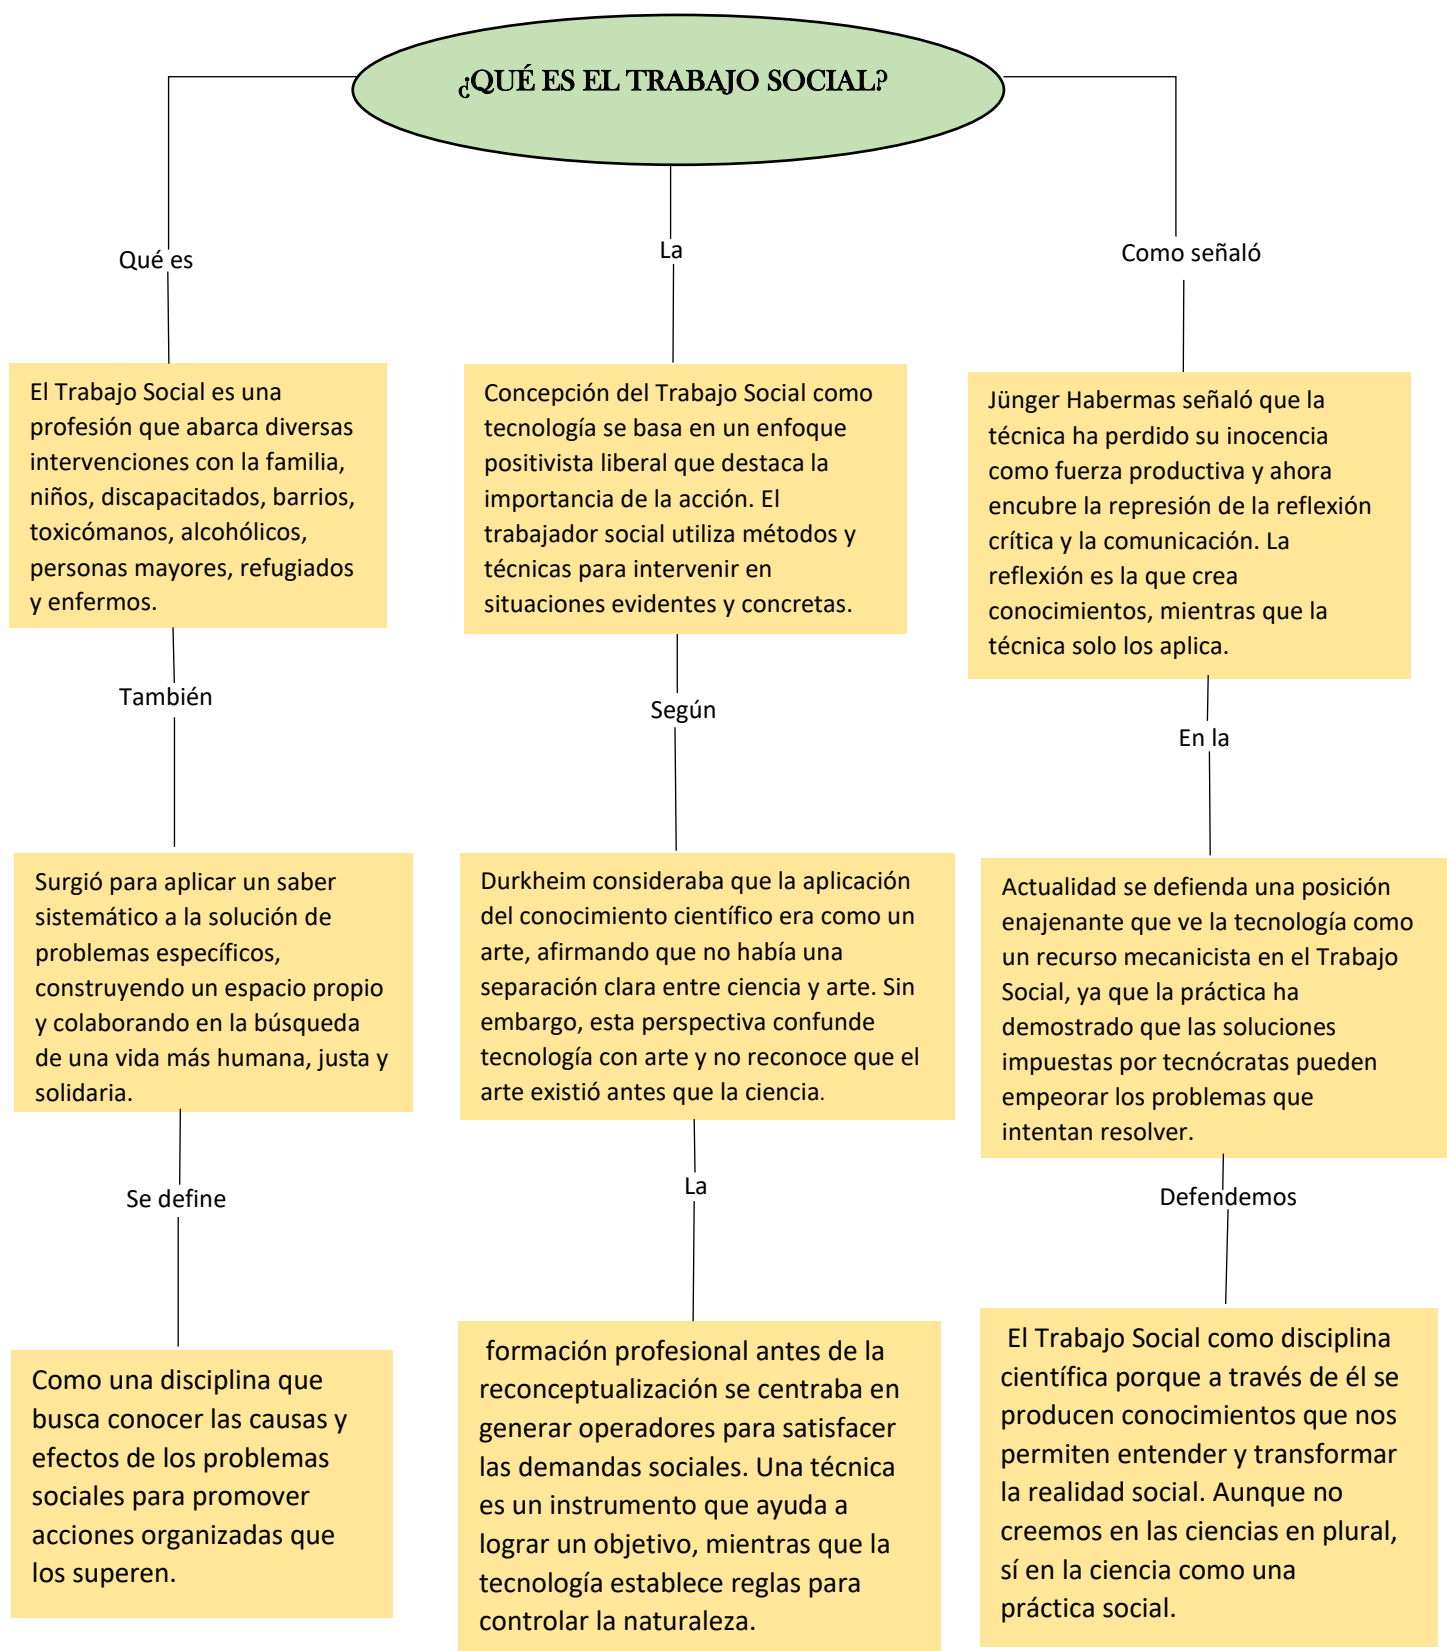 ¿QUÉ ES EL TRABAJO SOCIAL?
Qué es
El Trabajo Social es una
profesión que abarca diversas
intervenciones con la familia,
niños, discapacitados, barrios,
toxicómanos, alcohólicos,
personas mayores, refugiados
y enfermos.
También
Surgió para aplicar un saber
sistemático a la solución de
problemas específicos,
construyendo un espacio propio
y colaborando en la búsqueda
de una vida más humana, justa y
solidaria.
Se define
Como una disciplina que
busca conocer las causas y
efectos de los problemas
sociales para promover
acciones organizadas que
los superen.
La
Concepción del Trabajo Social como
tecnología se basa en un enfoque
positivista liberal que destaca la
importancia de la acción. El
trabajador social utiliza métodos y
técnicas para intervenir en
situaciones evidentes y concretas.
Según
Durkheim consideraba que la aplicación
del conocimiento científico era como un
arte, afirmando que no había una
separación clara entre ciencia y arte. Sin
embargo, esta perspectiva confunde
tecnología con arte y no reconoce que el
arte existió antes que la ciencia.
La
formación profesional antes de la
reconceptualización se centraba en
generar operadores para satisfacer
las demandas sociales. Una técnica
es un instrumento que ayuda a
lograr un objetivo, mientras que la
tecnología establece reglas para
controlar la naturaleza.
Como señaló
Jünger Habermas señaló que la
técnica ha perdido su inocencia
como fuerza productiva y ahora
encubre la represión de la reflexión
crítica y la comunicación. La
reflexión es la que crea
conocimientos, mientras que la
técnica solo los aplica.
En la
Actualidad se defienda una posición
enajenante que ve la tecnología como
un recurso mecanicista en el Trabajo
Social, ya que la práctica ha
demostrado que las soluciones
impuestas por tecnócratas pueden
empeorar los problemas que
intentan resolver.
Defendemos
El Trabajo Social como disciplina
científica porque a través de él se
producen conocimientos que nos
permiten entender y transformar
la realidad social. Aunque no
creemos en las ciencias en plural,
sí en la ciencia como una
práctica social.